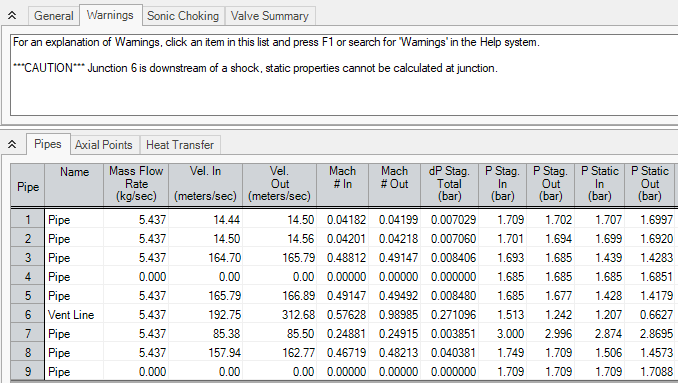 General Warnings Sonic Choking Valve Summary
For an explanation of Warnings, click an item in this list and press F1 or search for 'Warnings' in the Help system.
***CAUTION*** Junction 6 is downstream of a shock, static properties cannot be calculated at junction.
Pipes Axial Points Heat Transfer
Pipe Name Mass Flow Rate (kg/sec) Vel. In (meters/sec) Vel. Out (meters/sec) Mach # In Mach # Out dP Stag. Total (bar) P Stag. In (bar) P Stag. Out (bar) P Static In (bar) P Static Out (bar)
1 Pipe 5.437 14.44 14.50 0.04182 0.04199 0.007029 1.709 1.702 1.707 1.6997
2 Pipe 5.437 14.50 14.56 0.04201 0.04218 0.007060 1.701 1.694 1.699 1.6920
3 Pipe 5.437 164.70 165.79 0.48812 0.49147 0.008406 1.693 1.685 1.439 1.4283
4 Pipe 0.000 0.00 0.00 0.00000 0.00000 0.000000 1.685 1.685 1.685 1.6851
5 Pipe 5.437 165.79 166.89 0.49147 0.49492 0.008480 1.685 1.677 1.428 1.4179
6 Vent Line 5.437 192.75 312.68 0.57628 0.98985 0.271096 1.513 1.242 1.207 0.6627
7 Pipe 5.437 85.38 85.50 0.24881 0.24915 0.003851 3.000 2.996 2.874 2.8695
8 Pipe 5.437 157.94 162.77 0.46719 0.48213 0.040381 1.749 1.709 1.506 1.4573
9 Pipe 0.000 0.00 0.00 0.00000 0.00000 0.000000 1.709 1.709 1.709 1.7088